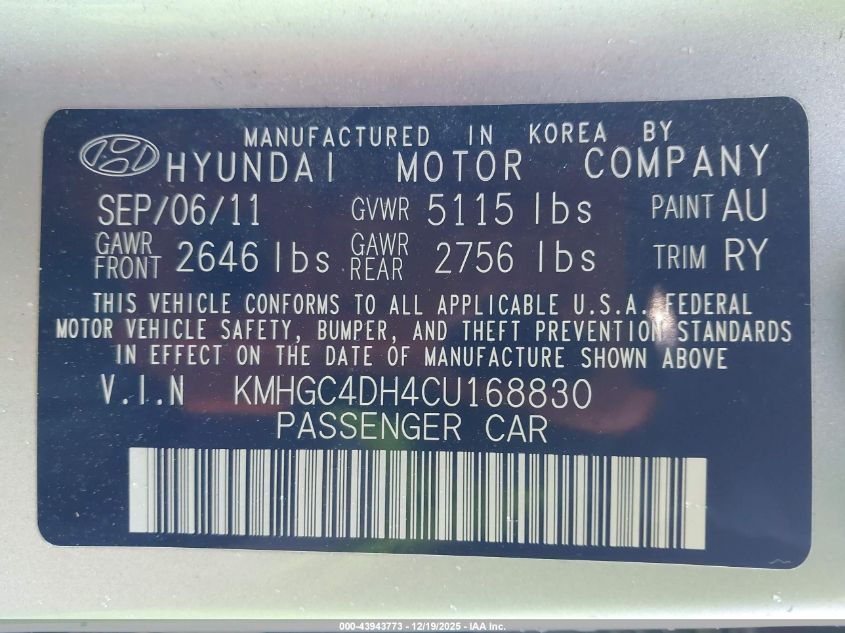 MANUFACTURED IN KOREA BY
HYUNDAI MOTOR COMPANY
SEP/06/11 GVWR 5115 lbs PAINT AU
GAWR FRONT 2646 lbs GAWR REAR 2756 lbs TRIM RY
THIS VEHICLE CONFORMS TO ALL APPLICABLE U.S.A. FEDERAL
MOTOR VEHICLE SAFETY, BUMPER, AND THEFT PREVENTION STANDARDS
IN EFFECT ON THE DATE OF MANUFACTURE SHOWN ABOVE
V.I.N KMHGC4DH4CU168830
PASSENGER CAR
000-43943773 - 12/19/2025 - IAA Inc.